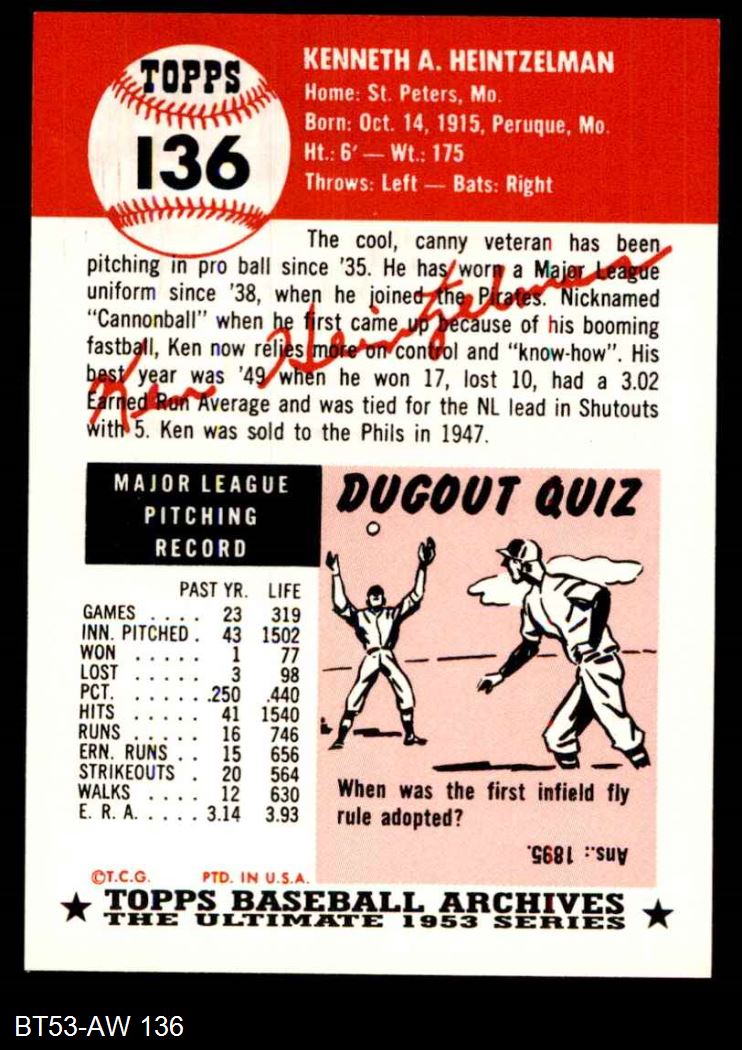 TOPPS
136
KENNETH A. HEINTZELMAN
Home: St. Peters, Mo.
Born: Oct. 14, 1915, Peruque, Mo.
Ht.: 6' — Wt.: 175
Throws: Left — Bats: Right
The cool, canny veteran has been
pitching in pro ball since '35. He has worn a Major League
uniform since '38, when he joined the Pirates. Nicknamed
"Cannonball" when he first came up because of his booming
fastball, Ken now relies more on control and "know-how". His
best year was '49 when he won 17, lost 10, had a 3.02
Earned Run Average and was tied for the NL lead in Shutouts
with 5. Ken was sold to the Phils in 1947.
Ken Heintzelman
MAJOR LEAGUE
PITCHING
RECORD
PAST YR. LIFE
GAMES . . . . 23 319
INN. PITCHED . 43 1502
WON . . . . . 1 77
LOST . . . . . 3 98
PCT. . . . . . .250 .440
HITS . . . . . 41 1540
RUNS . . . . . 16 746
ERN. RUNS . . 15 656
STRIKEOUTS . 20 564
WALKS . . . . 12 630
E. R. A. . . . . . 3.14 3.93
DUGOUT QUIZ
When was the first infield fly
rule adopted?
Ans.: 1895.
©T.C.G. PTD. IN U.S.A.
TOPPS BASEBALL ARCHIVES
THE ULTIMATE 1953 SERIES
BT53-AW 136